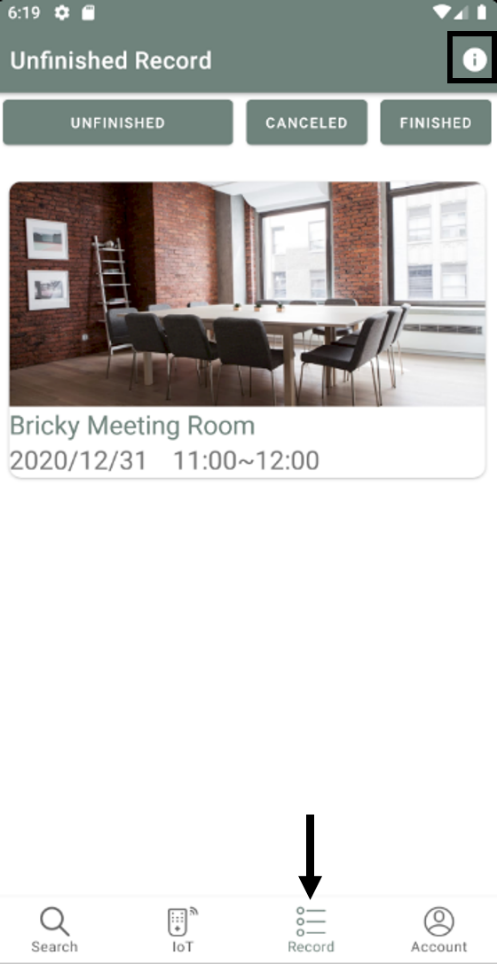 6:19
Unfinished Record
UNFINISHED CANCELED FINISHED
Bricky Meeting Room
2020/12/31 11:00~12:00
Search IoT Record Account